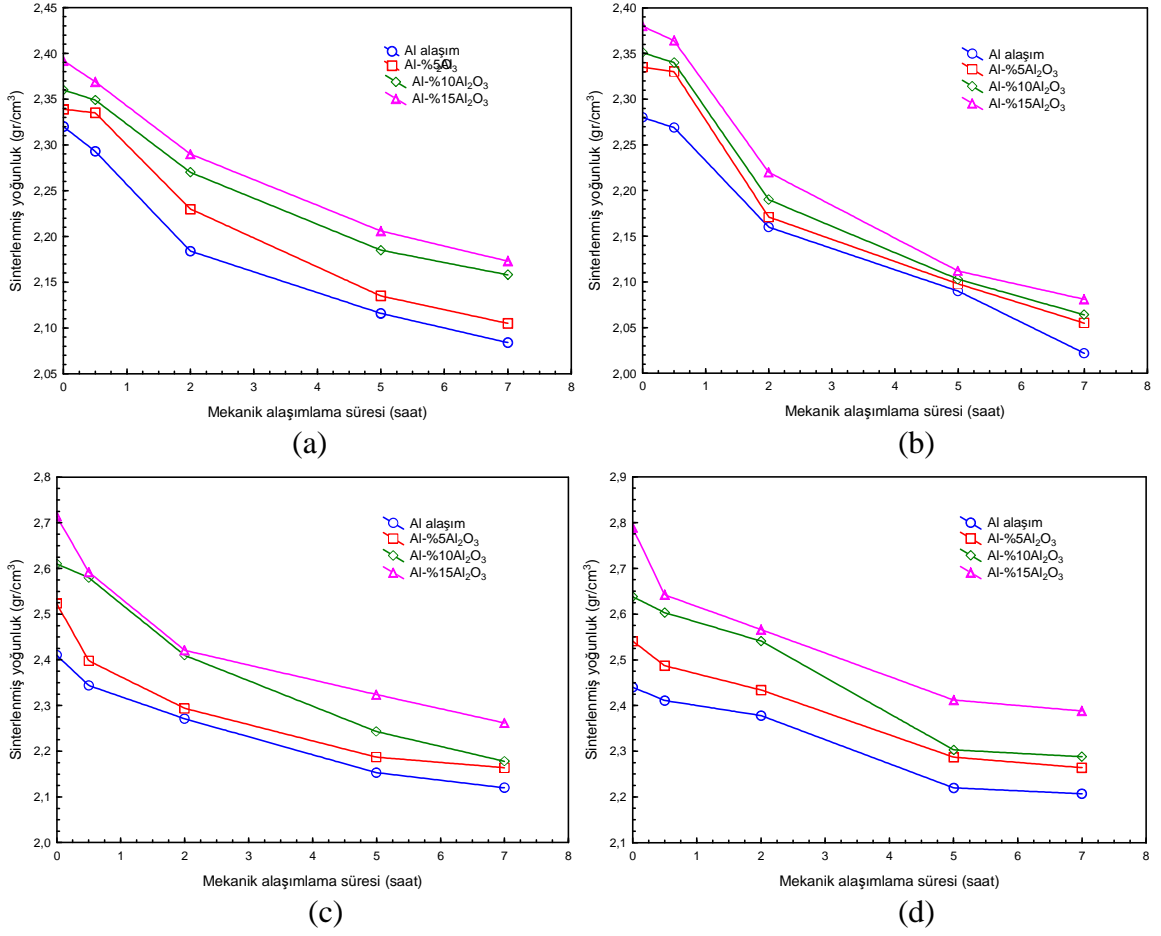 2,45
2,40
2,35
2,30
2,25
2,20
2,15
2,10
2,05
Sinterlenmiş yoğunluk (gr/cm³)
Al alaşım
Al-%10Al₂O₃
Al-%15Al₂O₃
0 1 2 3 4 5 6 7 8
Mekanik alaşımlama süresi (saat)
(a)
2,40
2,35
2,30
2,25
2,20
2,15
2,10
2,05
2,00
Sinterlenmiş yoğunluk (gr/cm³)
Al alaşım
Al-%5Al₂O₃
Al-%10Al₂O₃
Al-%15Al₂O₃
0 1 2 3 4 5 6 7 8
Mekanik alaşımlama süresi (saat)
(b)
2,8
2,7
2,6
2,5
2,4
2,3
2,2
2,1
2,0
Sinterlenmiş yoğunluk (gr/cm³)
Al alaşım
Al-%5Al₂O₃
Al-%10Al₂O₃
Al-%15Al₂O₃
0 1 2 3 4 5 6 7 8
Mekanik alaşımlama süresi (saat)
(c)
2,9
2,8
2,7
2,6
2,5
2,4
2,3
2,2
2,1
Sinterlenmiş yoğunluk (gr/cm³)
Al alaşım
Al-%5Al₂O₃
Al-%10Al₂O₃
Al-%15Al₂O₃
0 1 2 3 4 5 6 7 8
Mekanik alaşımlama süresi (saat)
(d)